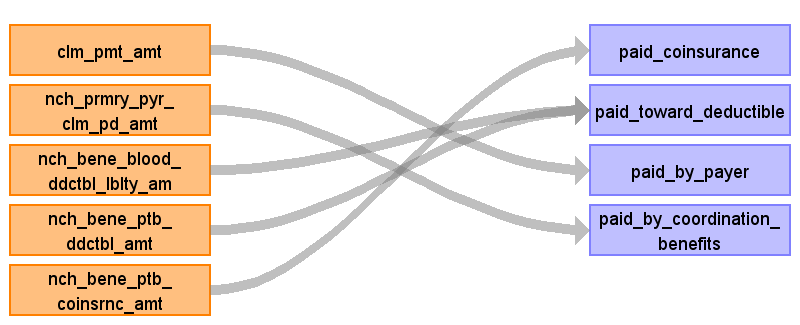 clm_pmt_amt
nch_prmry_pyr_
clm_pd_amt
nch_bene_blood_
ddctbl_lblty_am
nch_bene_ptb_
ddctbl_amt
nch_bene_ptb_
coinsrnc_amt
paid_coinsurance
paid_toward_deductible
paid_by_payer
paid_by_coordination_
benefits